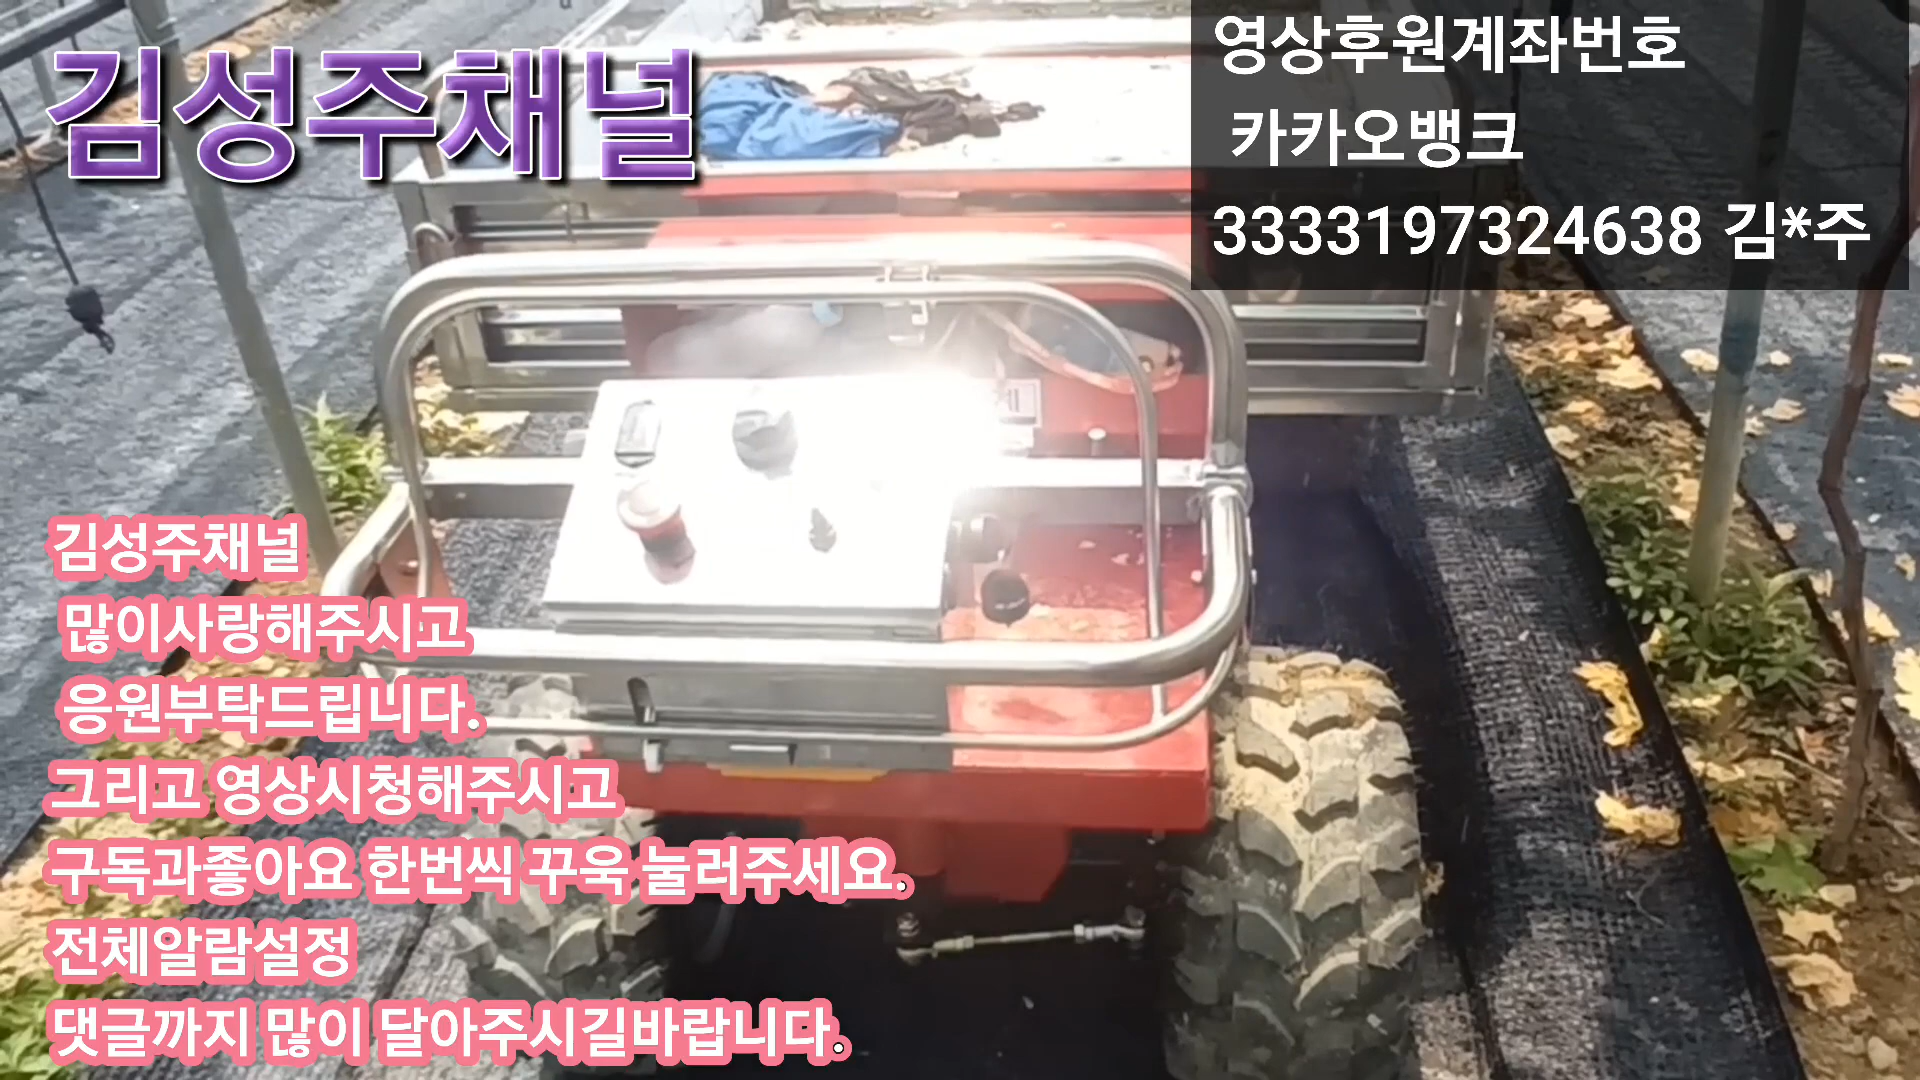 김성주채널
영상후원계좌번호
카카오뱅크
3333197324638 김*주
김성주채널
많이사랑해주시고
응원부탁드립니다.
그리고 영상시청해주시고
구독과좋아요 한번씩 꾸욱 눌러주세요.
전체알람설정
댓글까지 많이 달아주시길바랍니다.